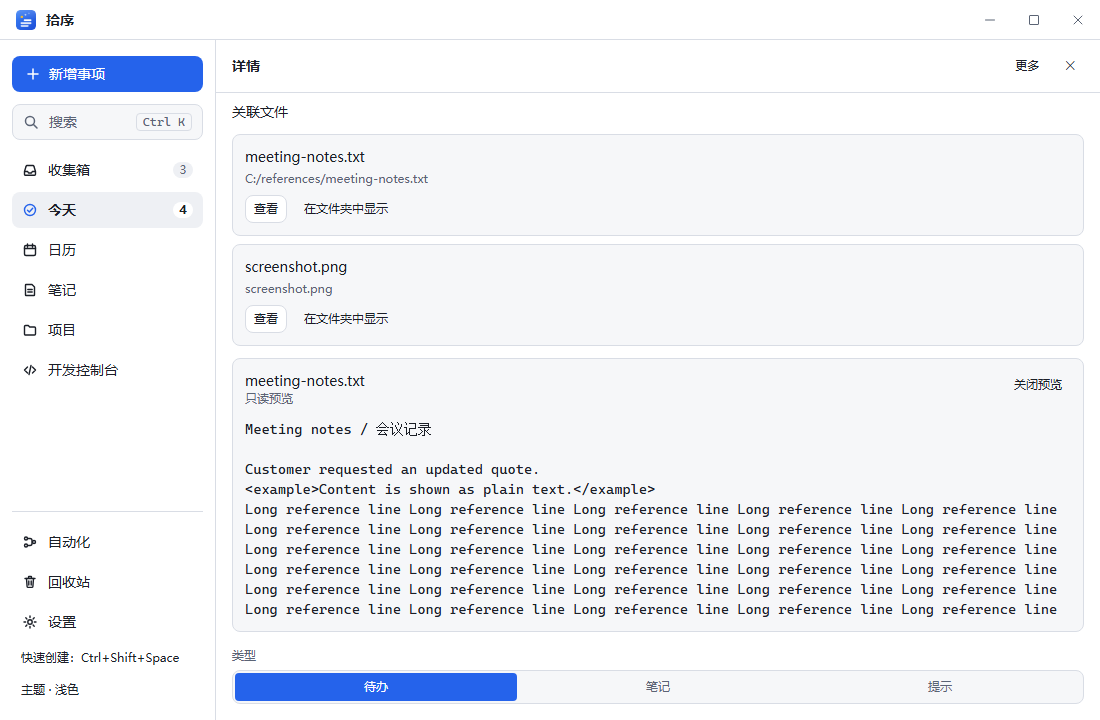 拾序
新增事项
搜索 Ctrl K
收集箱 3
今天 4
日历
笔记
项目
开发控制台
自动化
回收站
设置
快速创建: Ctrl+Shift+Space
主题 · 浅色
详情 更多
关联文件
meeting-notes.txt
C:/references/meeting-notes.txt
查看 在文件夹中显示
screenshot.png
screenshot.png
查看 在文件夹中显示
meeting-notes.txt
只读预览
关闭预览
Meeting notes / 会议记录
Customer requested an updated quote.
<example>Content is shown as plain text.</example>
Long reference line Long reference line Long reference line Long reference line Long reference line
Long reference line Long reference line Long reference line Long reference line Long reference line
Long reference line Long reference line Long reference line Long reference line Long reference line
Long reference line Long reference line Long reference line Long reference line Long reference line
Long reference line Long reference line Long reference line Long reference line Long reference line
Long reference line Long reference line Long reference line Long reference line Long reference line
类型
待办 笔记 提示